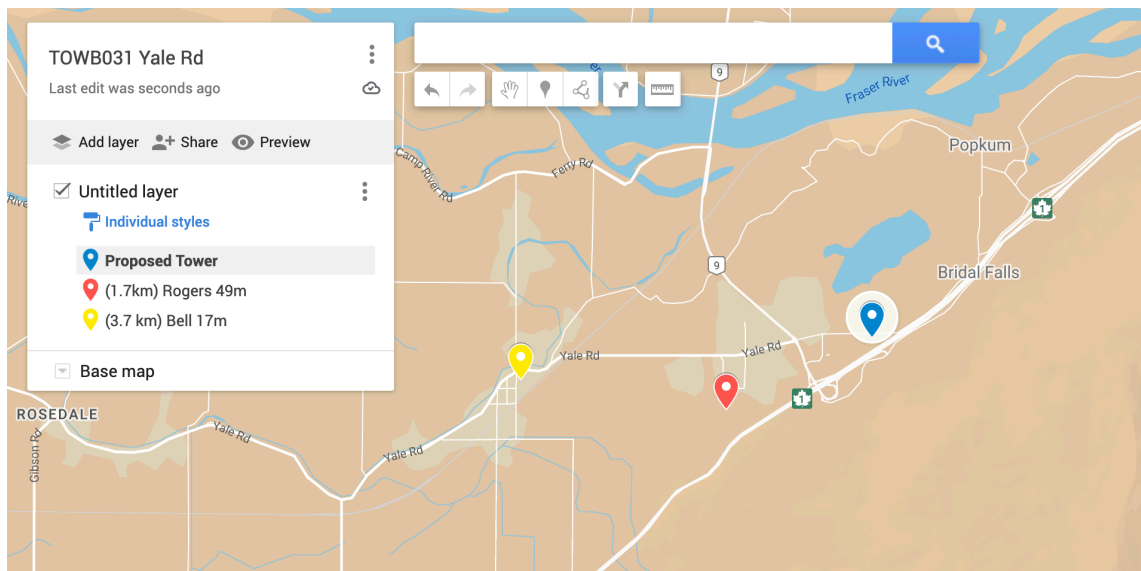 TOWB031 Yale Rd
Last edit was seconds ago
Add layer
Share
Preview
Untitled layer
Individual styles
Proposed Tower
(1.7km) Rogers 49m
(3.7 km) Bell 17m
Base map
9
Fraser River
Popkum
Camp River Rd
Ferry Rd
1
9
Bridal Falls
Yale Rd
Yale Rd
1
ROSEDALE
Yale Rd
Yale Rd
Gibson Rd